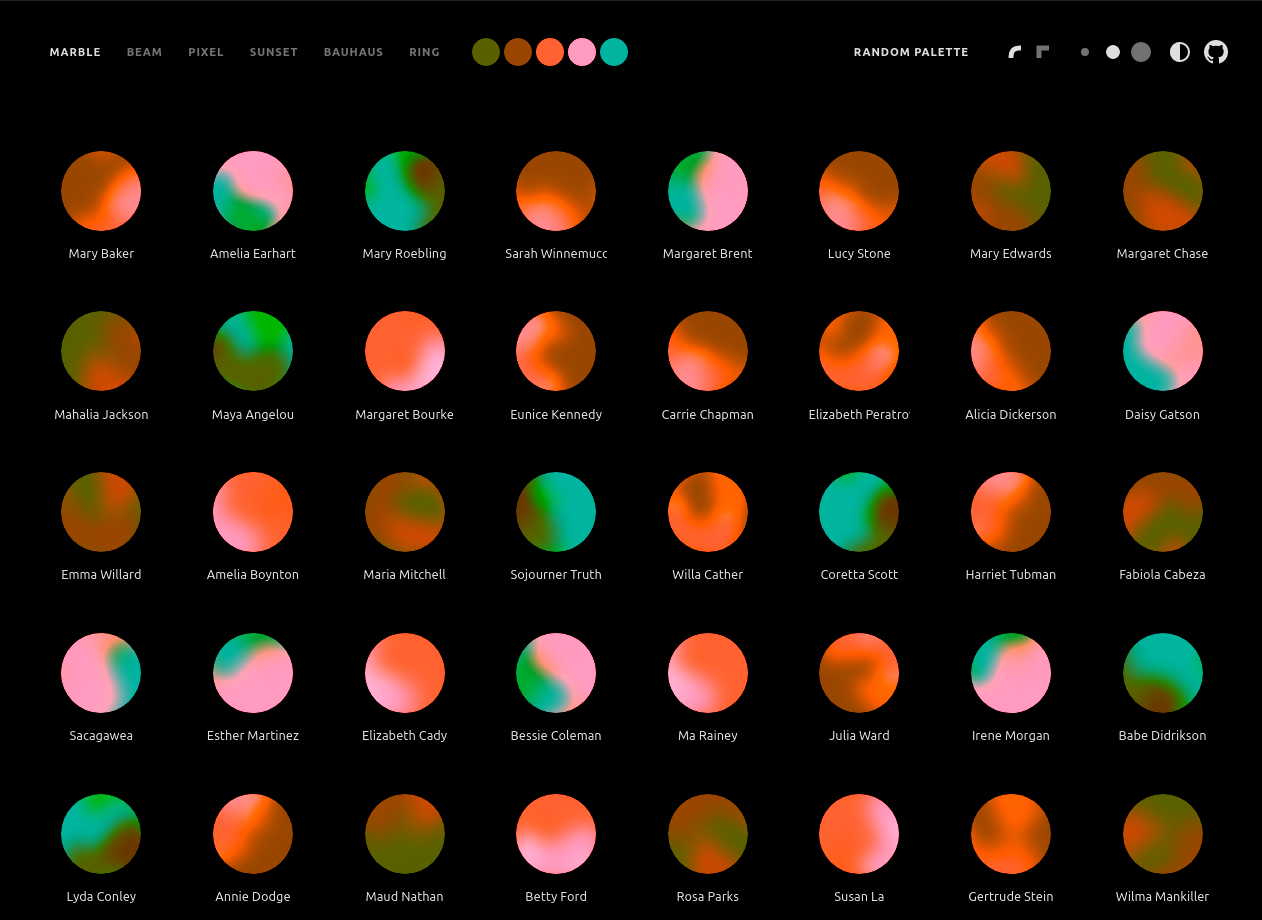 MARBLE BEAM PIXEL SUNSET BAUHAUS RING RANDOM PALETTE
Mary Baker Amelia Earhart Mary Roebling Sarah Winnemucc Margaret Brent Lucy Stone Mary Edwards Margaret Chase
Mahalia Jackson Maya Angelou Margaret Bourke Eunice Kennedy Carrie Chapman Elizabeth Peratro Alicia Dickerson Daisy Gatson
Emma Willard Amelia Boynton Maria Mitchell Sojourner Truth Willa Cather Coretta Scott Harriet Tubman Fabiola Cabeza
Sacagawea Esther Martinez Elizabeth Cady Bessie Coleman Ma Rainey Julia Ward Irene Morgan Babe Didrikson
Lyda Conley Annie Dodge Maud Nathan Betty Ford Rosa Parks Susan La Gertrude Stein Wilma Mankiller